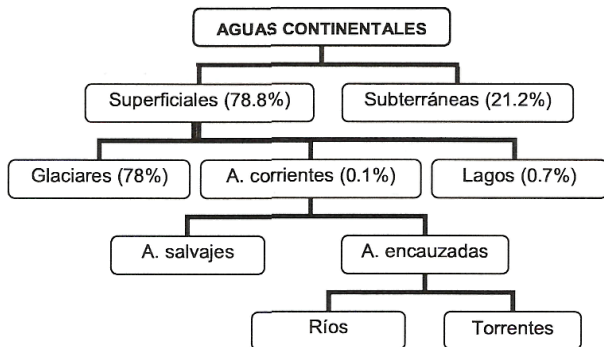 AGUAS CONTINENTALES
Superficiales (78.8%)
Subterráneas (21.2%)
Glaciares (78%)
A. corrientes (0.1%)
Lagos (0.7%)
A. salvajes
A. encauzadas
Ríos
Torrentes